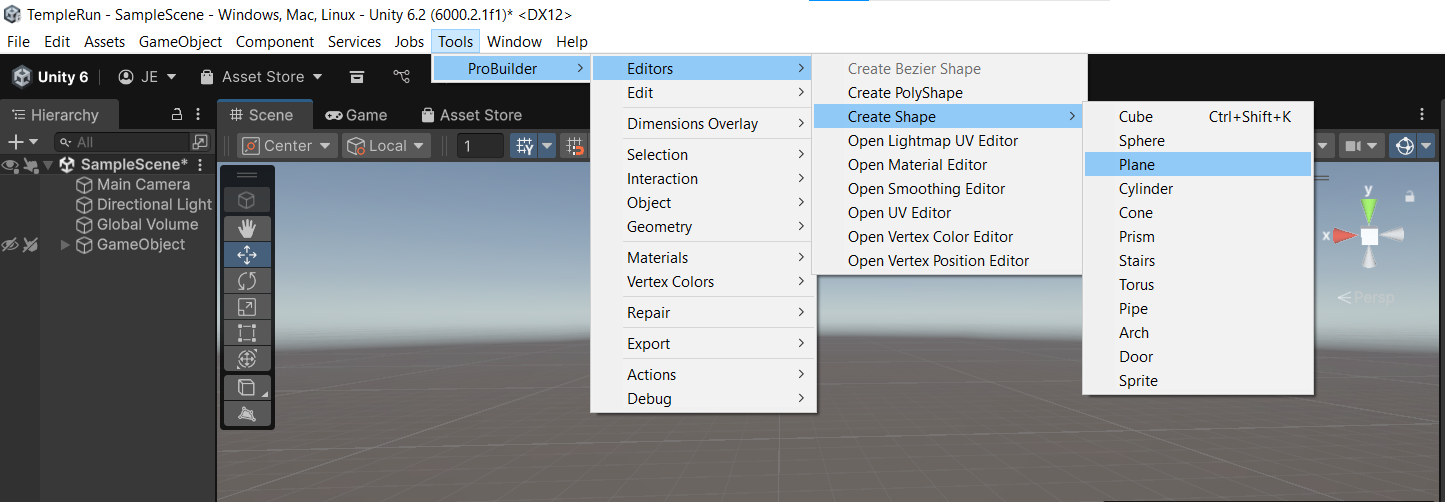 TempleRun - SampleScene - Windows, Mac, Linux - Unity 6.2 (6000.2.1f1)* <DX12>
File Edit Assets GameObject Component Services Jobs Tools Window Help
Unity 6 JE Asset Store
ProBuilder
Editors
Edit
Dimensions Overlay
Selection
Interaction
Object
Geometry
Materials
Vertex Colors
Repair
Export
Actions
Debug
Create Bezier Shape
Create PolyShape
Create Shape
Open Lightmap UV Editor
Open Material Editor
Open Smoothing Editor
Open UV Editor
Open Vertex Color Editor
Open Vertex Position Editor
Cube Ctrl+Shift+K
Sphere
Plane
Cylinder
Cone
Prism
Stairs
Torus
Pipe
Arch
Door
Sprite
Hierarchy
All
SampleScene*
Main Camera
Directional Light
Global Volume
GameObject
Scene Game Asset Store
Center Local 1
y
x
Persp